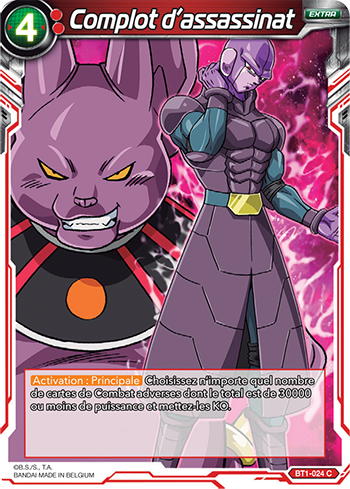 4
Complot d'assassinat
EXTRA
Activation : Principale Choisissez n'importe quel nombre
de cartes de Combat adverses dont le total est de 30000
ou moins de puissance et mettez-les KO.
©B.S./S., T.A.
BANDAI MADE IN BELGIUM
BT1-024 C